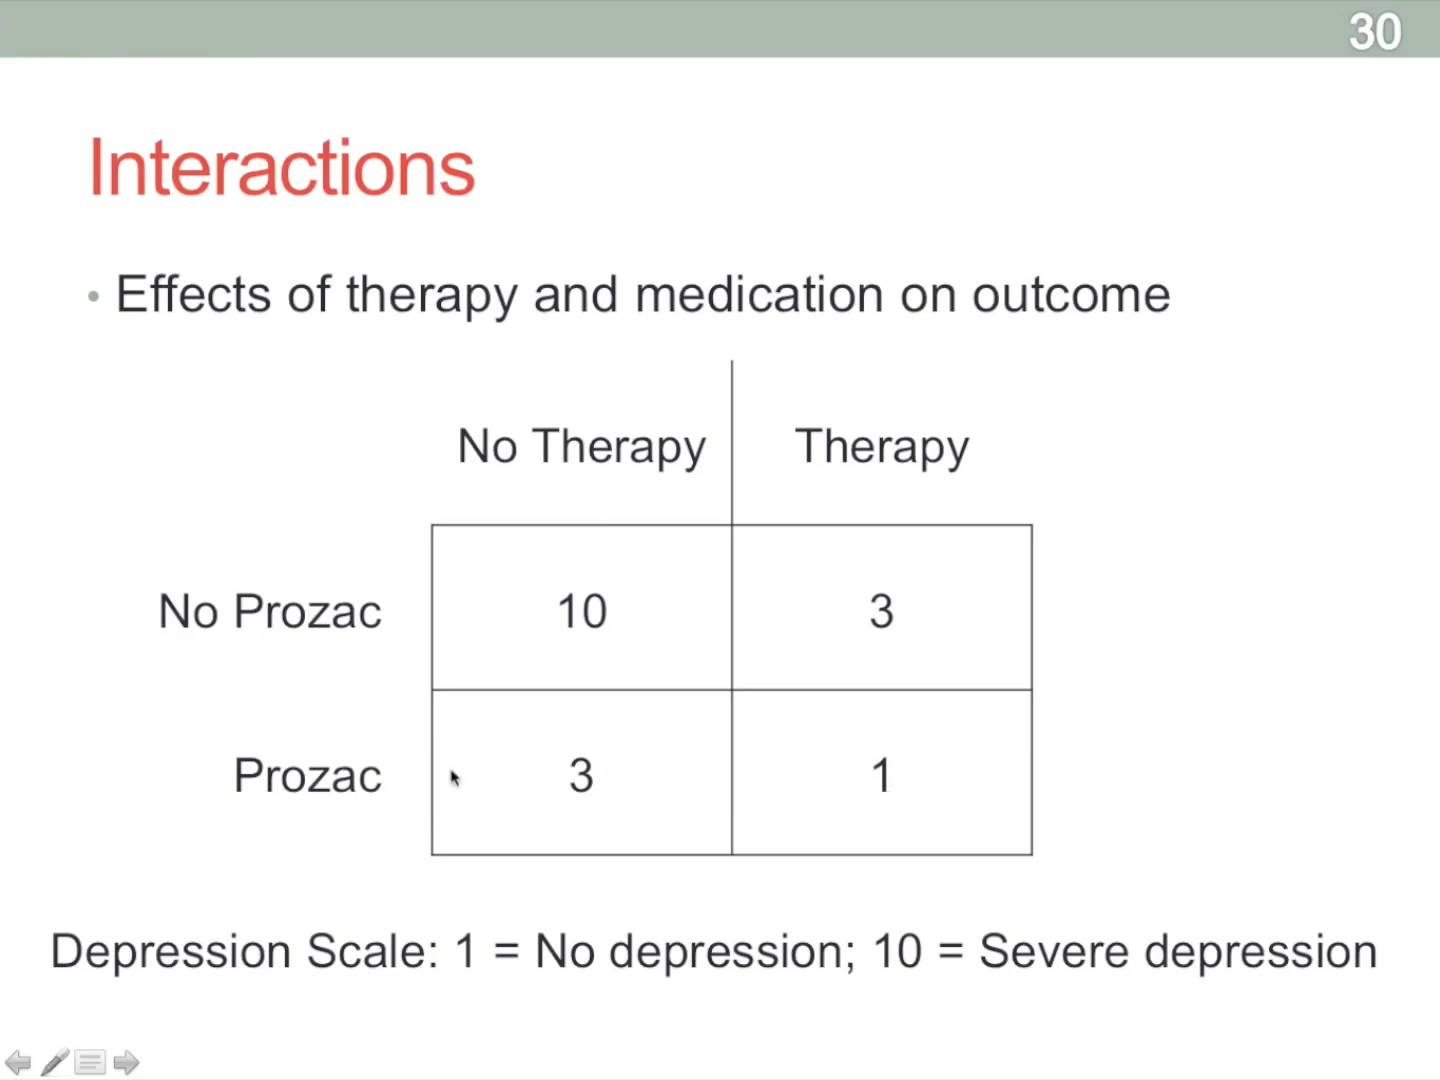 30
Interactions
• Effects of therapy and medication on outcome
No Therapy Therapy
No Prozac 10 3
Prozac 3 1
Depression Scale: 1 = No depression; 10 = Severe depression